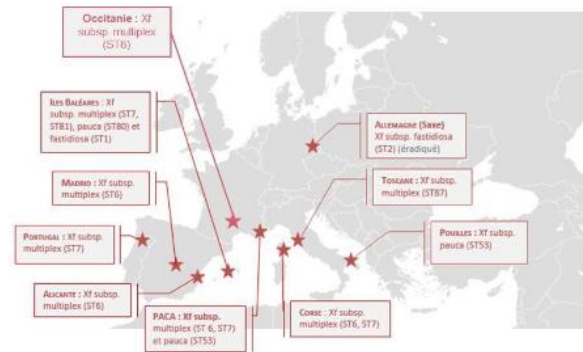 Occitanie : Xf
subsp. multiplex
(ST6)
ILES BALÉARES : Xf
subsp. multiplex (ST7,
ST81), pauca (ST80) et
fastidiosa (ST1)
ALLEMAGNE (SAXE)
Xf subsp. fastidiosa
(ST2) (éradiqué)
MADRID : Xf subsp.
multiplex (ST6)
TOSCANE : Xf subsp.
multiplex (ST87)
PORTUGAL : Xf subsp.
multiplex (ST7)
POUILLES : Xf subsp.
pauca (ST53)
ALICANTE : Xf subsp.
multiplex (ST6)
PACA : Xf subsp.
multiplex (ST 6, ST7)
et pauca (ST53)
CORSE : Xf subsp.
multiplex (ST6, ST7)